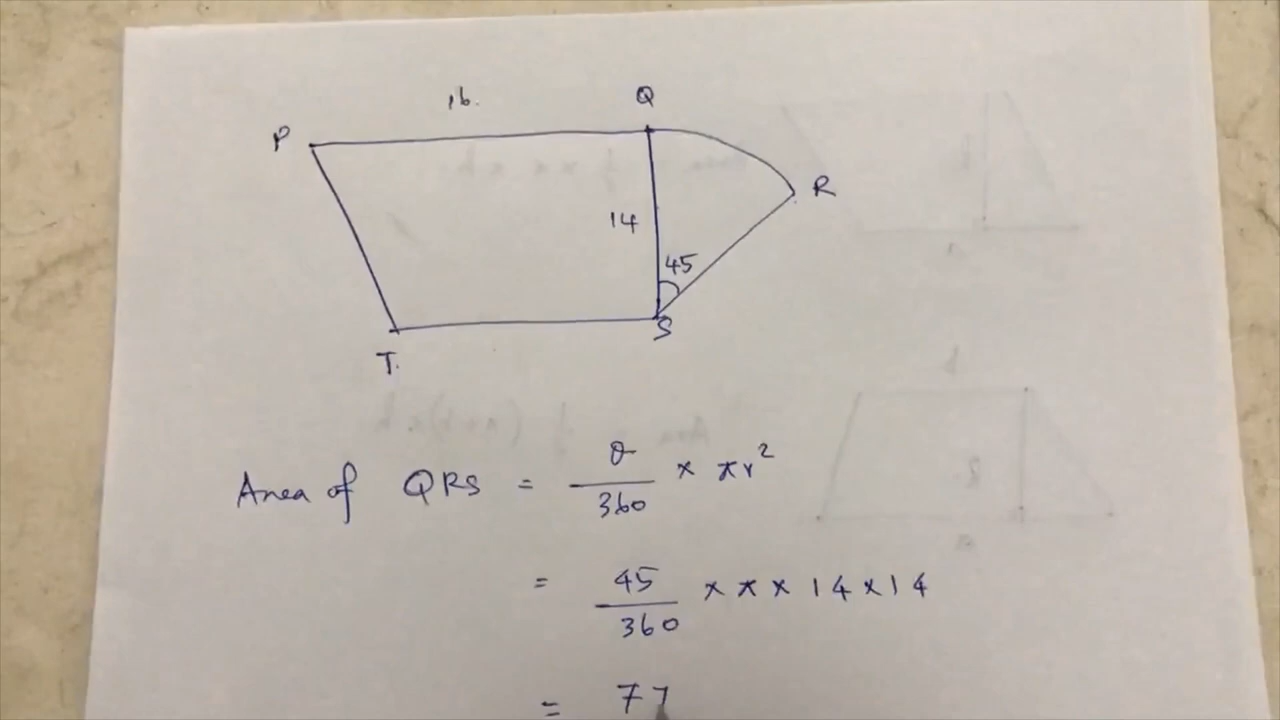 16.
P Q
R
14
45
S
T.
Area of QRS = θ/360 × πr²
= 45/360 × π × 14 × 14
= 77